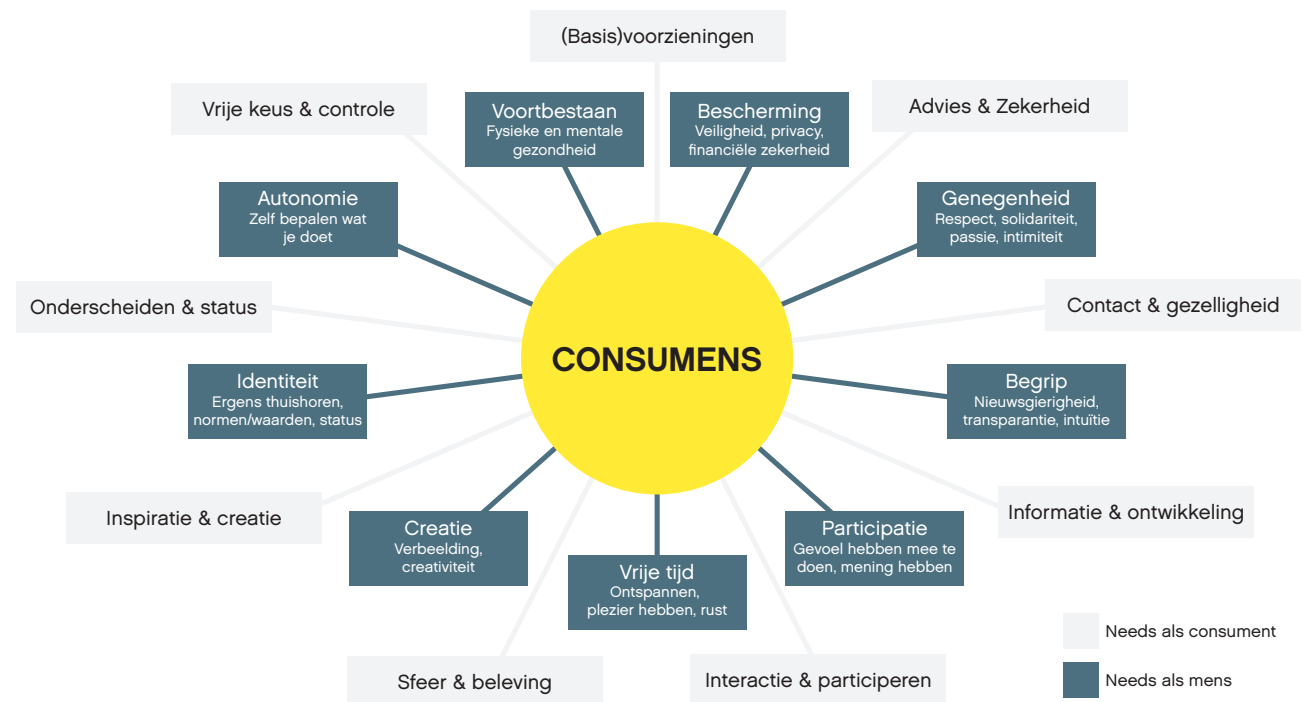 (Basis)voorzieningen
Vrije keus & controle
Voortbestaan
Fysieke en mentale
gezondheid
Bescherming
Veiligheid, privacy,
financiële zekerheid
Advies & Zekerheid
Autonomie
Zelf bepalen wat
je doet
Genegenheid
Respect, solidariteit,
passie, intimiteit
Onderscheiden & status
Contact & gezelligheid
CONSUMENS
Identiteit
Ergens thuishoren,
normen/waarden, status
Begrip
Nieuwsgierigheid,
transparantie, intuïtie
Inspiratie & creatie
Informatie & ontwikkeling
Creatie
Verbeelding,
creativiteit
Vrije tijd
Ontspannen,
plezier hebben, rust
Participatie
Gevoel hebben mee te
doen, mening hebben
Sfeer & beleving
Interactie & participeren
Needs als consument
Needs als mens